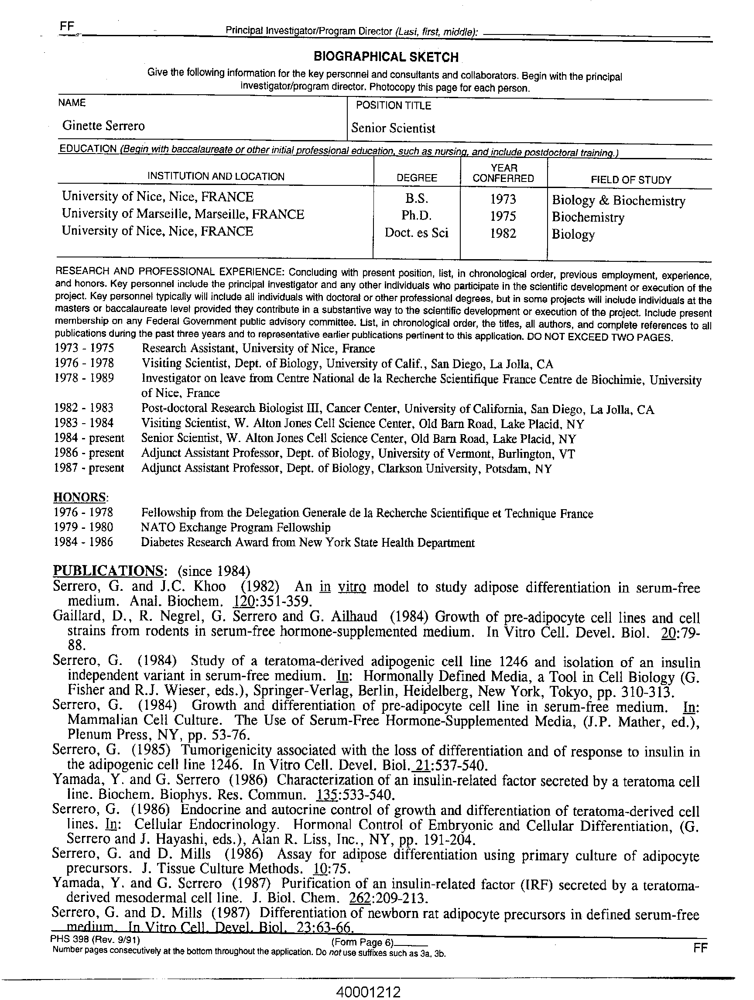 FF
Principal Investigator/Program Director (Last, first, middle):
BIOGRAPHICAL SKETCH
Give the following information for the key personnel and consultants and collaborators. Begin with the principal
investigator/program director. Photocopy this page for each person.
NAME
POSITION TITLE
Ginette Serrero
Senior Scientist
EDUCATION (Begin with baccalaureate or other initial professional education, such as nursing, and include postdoctoral training.)
INSTITUTION AND LOCATION DEGREE YEAR CONFERRED FIELD OF STUDY
University of Nice, Nice, FRANCE B.S. 1973 Biology & Biochemistry
University of Marseille, Marseille, FRANCE Ph.D. 1975 Biochemistry
University of Nice, Nice, FRANCE Doct. es Sci 1982 Biology
RESEARCH AND PROFESSIONAL EXPERIENCE: Concluding with present position, list, in chronological order, previous employment, experience,
and honors. Key personnel include the principal investigator and any other individuals who participate in the scientific development or execution of the
project. Key personnel typically will include all individuals with doctoral or other professional degrees, but in some projects will include individuals at the
masters or baccalaureate level provided they contribute in a substantive way to the scientific development or execution of the project. Include present
membership on any Federal Government public advisory committee. List, in chronological order, the titles, all authors, and complete references to all
publications during the past three years and to representative earlier publications pertinent to this application. DO NOT EXCEED TWO PAGES.
1973 - 1975 Research Assistant, University of Nice, France
1976 - 1978 Visiting Scientist, Dept. of Biology, University of Calif., San Diego, La Jolla, CA
1978 - 1989 Investigator on leave from Centre National de la Recherche Scientifique France Centre de Biochimie, University
of Nice, France
1982 - 1983 Post-doctoral Research Biologist III, Cancer Center, University of California, San Diego, La Jolla, CA
1983 - 1984 Visiting Scientist, W. Alton Jones Cell Science Center, Old Barn Road, Lake Placid, NY
1984 - present Senior Scientist, W. Alton Jones Cell Science Center, Old Barn Road, Lake Placid, NY
1986 - present Adjunct Assistant Professor, Dept. of Biology, University of Vermont, Burlington, VT
1987 - present Adjunct Assistant Professor, Dept. of Biology, Clarkson University, Potsdam, NY
HONORS:
1976 - 1978 Fellowship from the Delegation Generale de la Recherche Scientifique et Technique France
1979 - 1980 NATO Exchange Program Fellowship
1984 - 1986 Diabetes Research Award from New York State Health Department
PUBLICATIONS: (since 1984)
Serrero, G. and J.C. Khoo (1982) An in vitro model to study adipose differentiation in serum-free
medium. Anal. Biochem. 120:351-359.
Gaillard, D., R. Negrel, G. Serrero and G. Ailhaud (1984) Growth of pre-adipocyte cell lines and cell
strains from rodents in serum-free hormone-supplemented medium. In Vitro Cell. Devel. Biol. 20:79-
88.
Serrero, G. (1984) Study of a teratoma-derived adipogenic cell line 1246 and isolation of an insulin
independent variant in serum-free medium. In: Hormonally Defined Media, a Tool in Cell Biology (G.
Fisher and R.J. Wieser, eds.), Springer-Verlag, Berlin, Heidelberg, New York, Tokyo, pp. 310-313.
Serrero, G. (1984) Growth and differentiation of pre-adipocyte cell line in serum-free medium. In:
Mammalian Cell Culture. The Use of Serum-Free Hormone-Supplemented Media, (J.P. Mather, ed.),
Plenum Press, NY, pp. 53-76.
Serrero, G. (1985) Tumorigenicity associated with the loss of differentiation and of response to insulin in
the adipogenic cell line 1246. In Vitro Cell. Devel. Biol. 21:537-540.
Yamada, Y. and G. Serrero (1986) Characterization of an insulin-related factor secreted by a teratoma cell
line. Biochem. Biophys. Res. Commun. 135:533-540.
Serrero, G. (1986) Endocrine and autocrine control of growth and differentiation of teratoma-derived cell
lines. In: Cellular Endocrinology. Hormonal Control of Embryonic and Cellular Differentiation, (G.
Serrero and J. Hayashi, eds.), Alan R. Liss, Inc., NY, pp. 191-204.
Serrero, G. and D. Mills (1986) Assay for adipose differentiation using primary culture of adipocyte
precursors. J. Tissue Culture Methods. 10:75.
Yamada, Y. and G. Serrero (1987) Purification of an insulin-related factor (IRF) secreted by a teratoma-
derived mesodermal cell line. J. Biol. Chem. 262:209-213.
Serrero, G. and D. Mills (1987) Differentiation of newborn rat adipocyte precursors in defined serum-free
medium. In Vitro Cell. Devel. Biol. 23:63-66.
PHS 398 (Rev. 9/91) (Form Page 6) FF
Number pages consecutively at the bottom throughout the application. Do not use suffixes such as 3a, 3b.
40001212